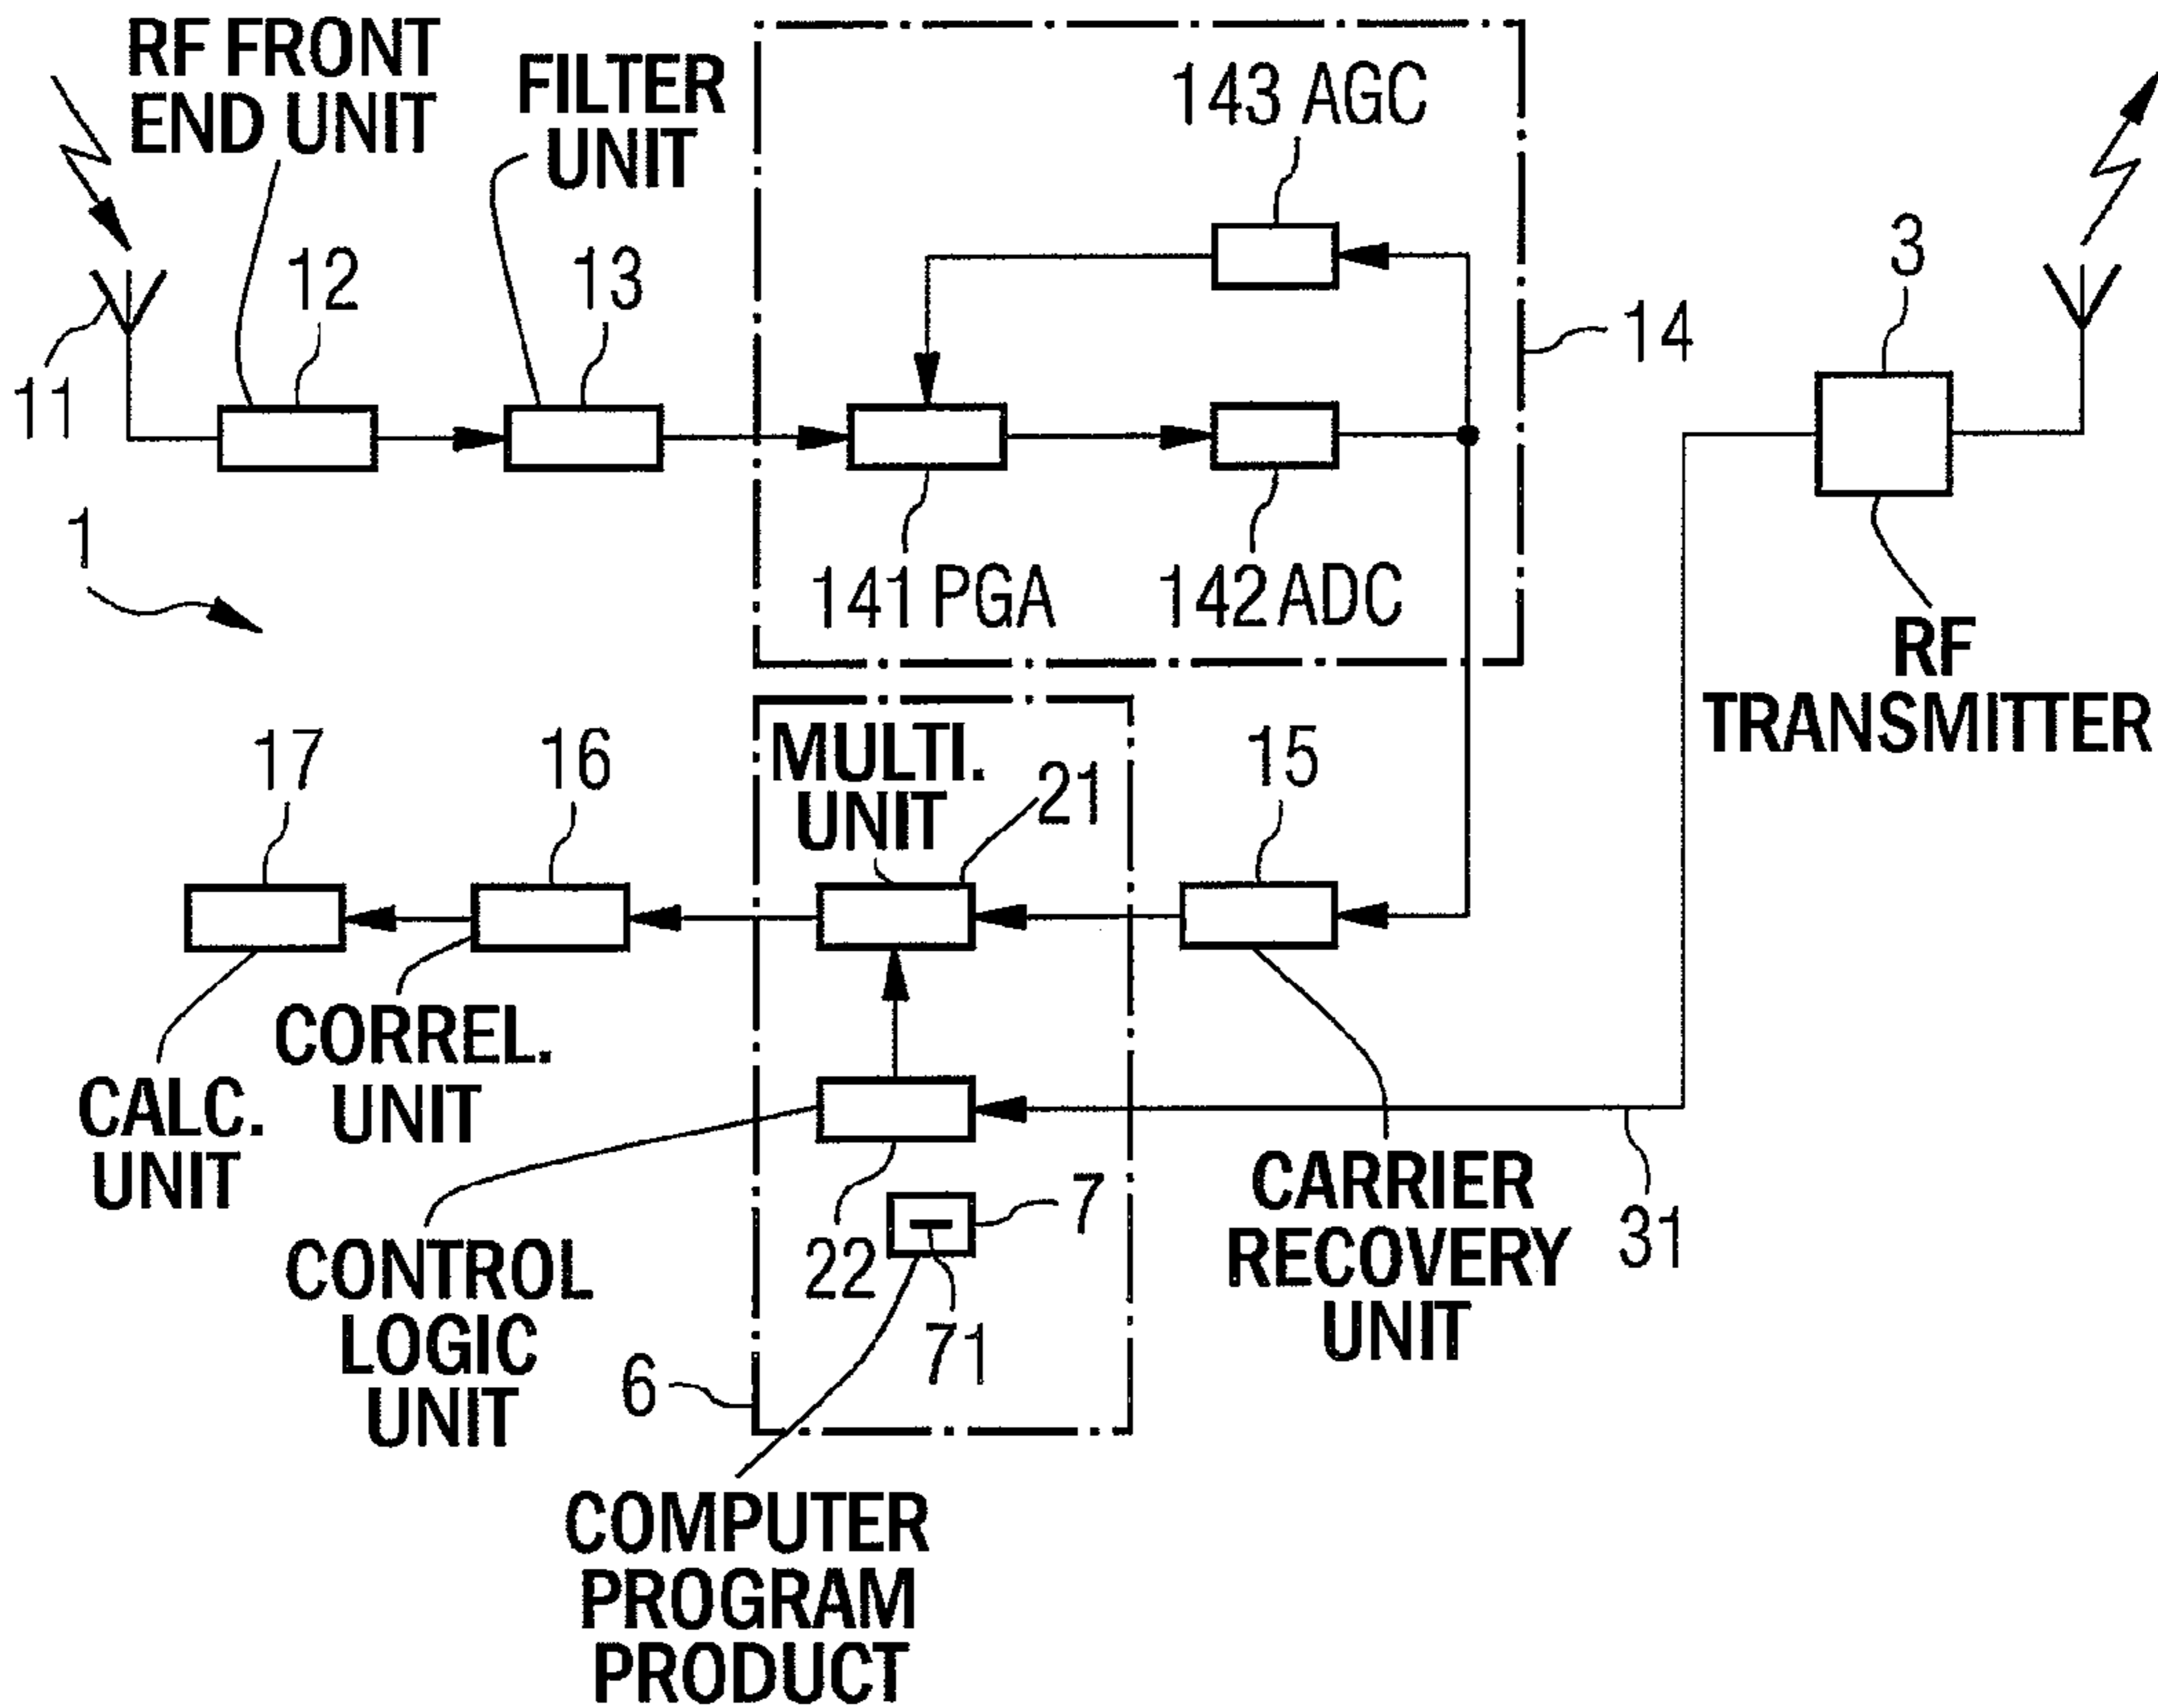 RF FRONT
END UNIT
FILTER
UNIT
143 AGC
12
13
3
11
14
1
141 PGA
142 ADC
RF
TRANSMITTER
17
16
MULTI.
UNIT
21
15
CORREL.
UNIT
CALC.
UNIT
CARRIER
RECOVERY
UNIT
7
31
22
CONTROL
LOGIC
UNIT
71
6
COMPUTER
PROGRAM
PRODUCT